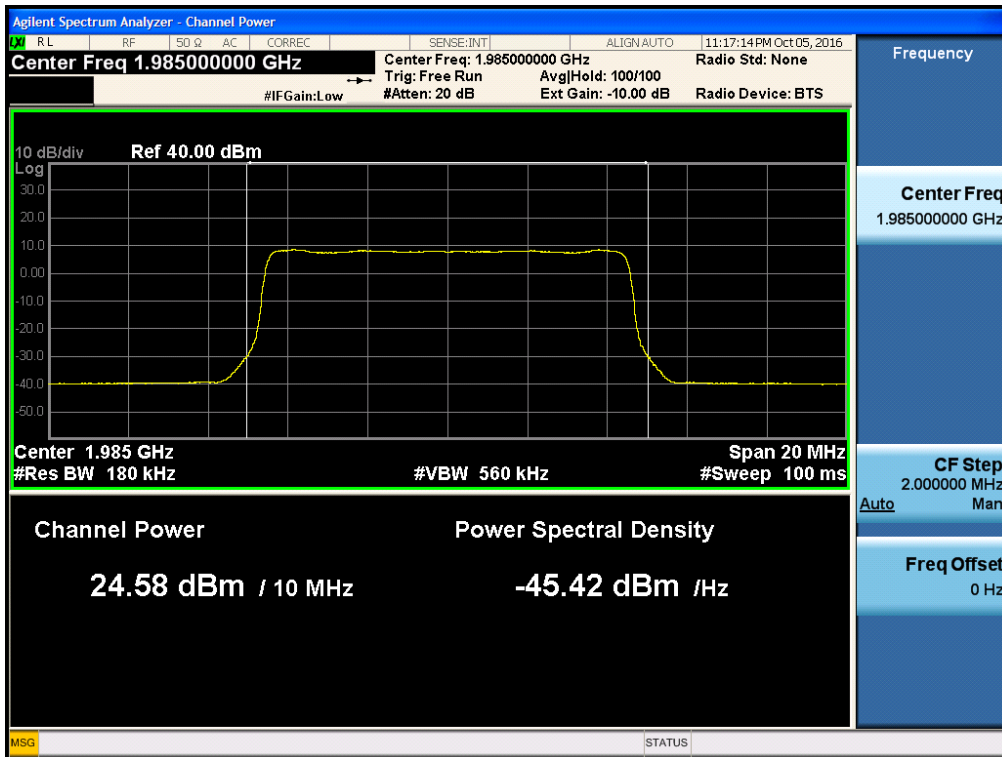 Agilent Spectrum Analyzer - Channel Power
LXI RL RF 50 Ω AC CORREC SENSE:INT ALIGN AUTO 11:17:14 PM Oct 05, 2016
Center Freq 1.985000000 GHz
Center Freq: 1.985000000 GHz
Radio Std: None
Trig: Free Run
Avg|Hold: 100/100
#IFGain:Low
#Atten: 20 dB
Ext Gain: -10.00 dB
Radio Device: BTS
10 dB/div
Ref 40.00 dBm
Log
30.0
20.0
10.0
0.00
-10.0
-20.0
-30.0
-40.0
-50.0
Center 1.985 GHz
Span 20 MHz
#Res BW 180 kHz
#VBW 560 kHz
#Sweep 100 ms
Channel Power
Power Spectral Density
24.58 dBm / 10 MHz
-45.42 dBm /Hz
MSG
STATUS
Frequency
Center Freq
1.985000000 GHz
CF Step
2.000000 MHz
Auto Man
Freq Offset
0 Hz